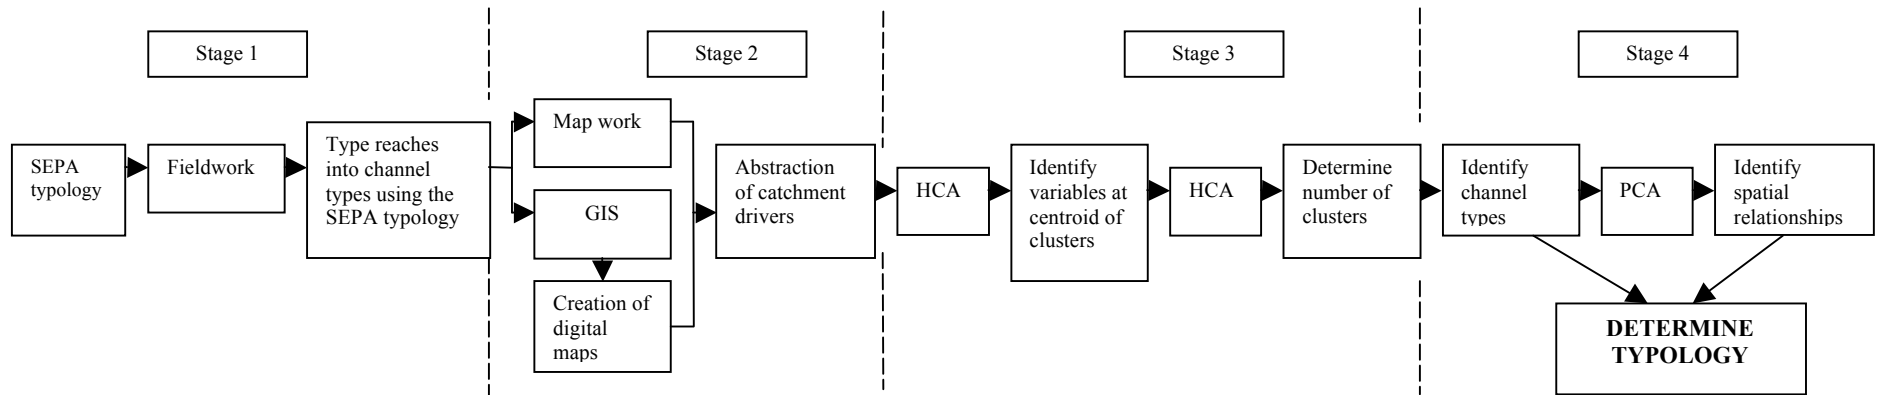 Stage 1
Stage 2
Stage 3
Stage 4
SEPA
typology
Fieldwork
Type reaches
into channel
types using the
SEPA typology
Map work
GIS
Creation of
digital
maps
Abstraction
of catchment
drivers
HCA
Identify
variables at
centroid of
clusters
HCA
Determine
number of
clusters
Identify
channel
types
PCA
Identify
spatial
relationships
DETERMINE
TYPOLOGY